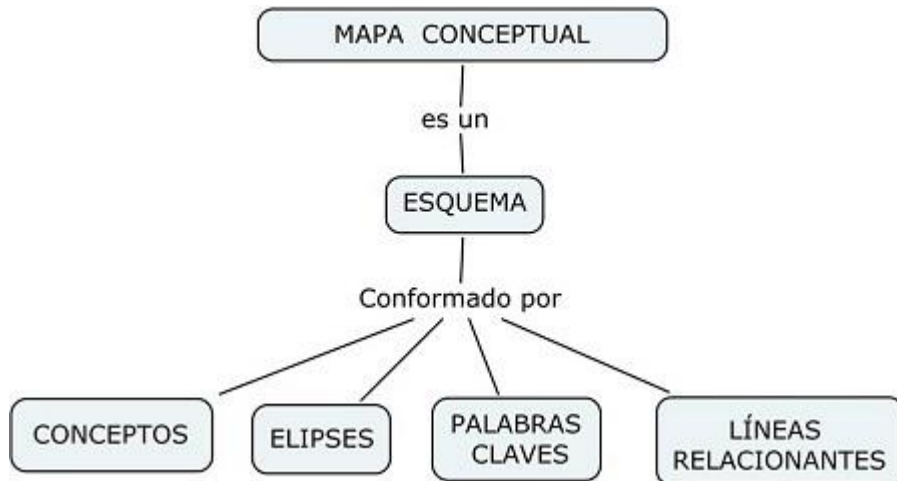 MAPA CONCEPTUAL
es un
ESQUEMA
Conformado por
CONCEPTOS
ELIPSES
PALABRAS
CLAVES
LÍNEAS
RELACIONANTES